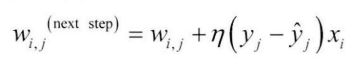 w_{i,j}^{(next step)} = w_{i,j} + η(y_j − ŷ_j)x_i